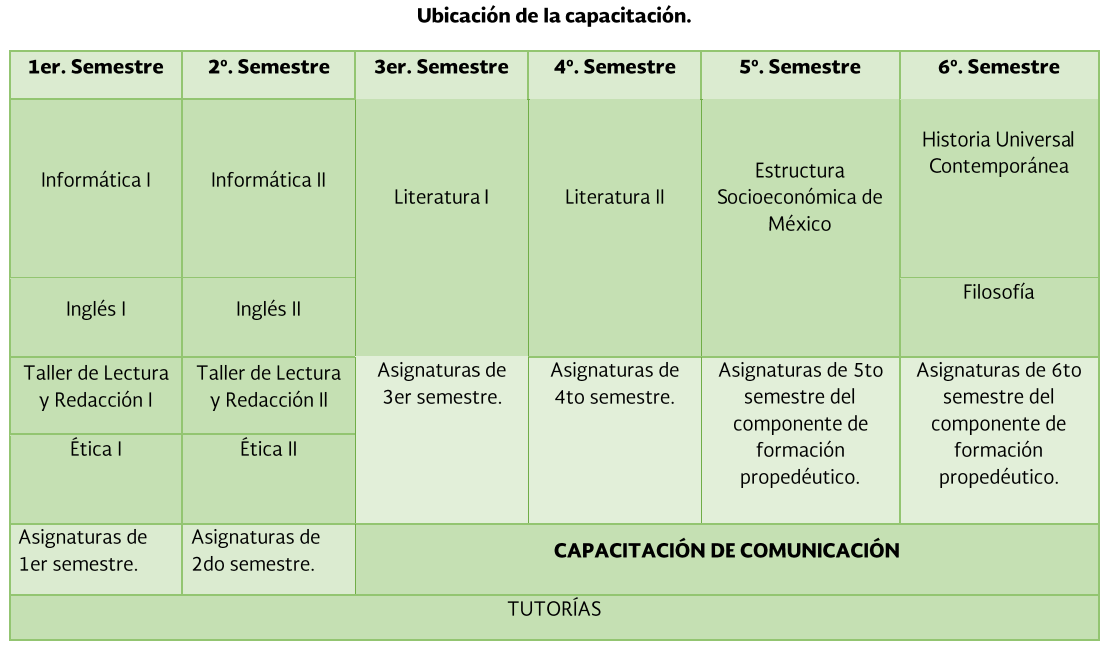 Ubicación de la capacitación.
1er. Semestre
2º. Semestre
3er. Semestre
4º. Semestre
5º. Semestre
6º. Semestre
Informática I
Informática II
Literatura I
Literatura II
Estructura
Socioeconómica de
México
Historia Universal
Contemporánea
Inglés I
Inglés II
Filosofía
Taller de Lectura
y Redacción I
Taller de Lectura
y Redacción II
Asignaturas de
3er semestre.
Asignaturas de
4to semestre.
Asignaturas de 5to
semestre del
componente de
formación
propedéutico.
Asignaturas de 6to
semestre del
componente de
formación
propedéutico.
Ética I
Ética II
Asignaturas de
1er semestre.
Asignaturas de
2do semestre.
CAPACITACIÓN DE COMUNICACIÓN
TUTORÍAS